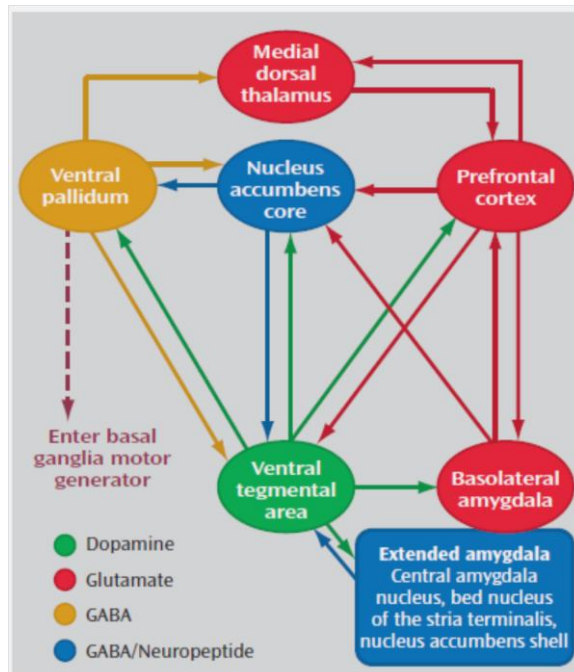 Medial
dorsal
thalamus
Ventral
pallidum
Nucleus
accumbens
core
Prefrontal
cortex
Enter basal
ganglia motor
generator
Ventral
tegmental
area
Basolateral
amygdala
Dopamine
Glutamate
GABA
GABA/Neuropeptide
Extended amygdala
Central amygdala
nucleus, bed nucleus
of the stria terminalis,
nucleus accumbens shell